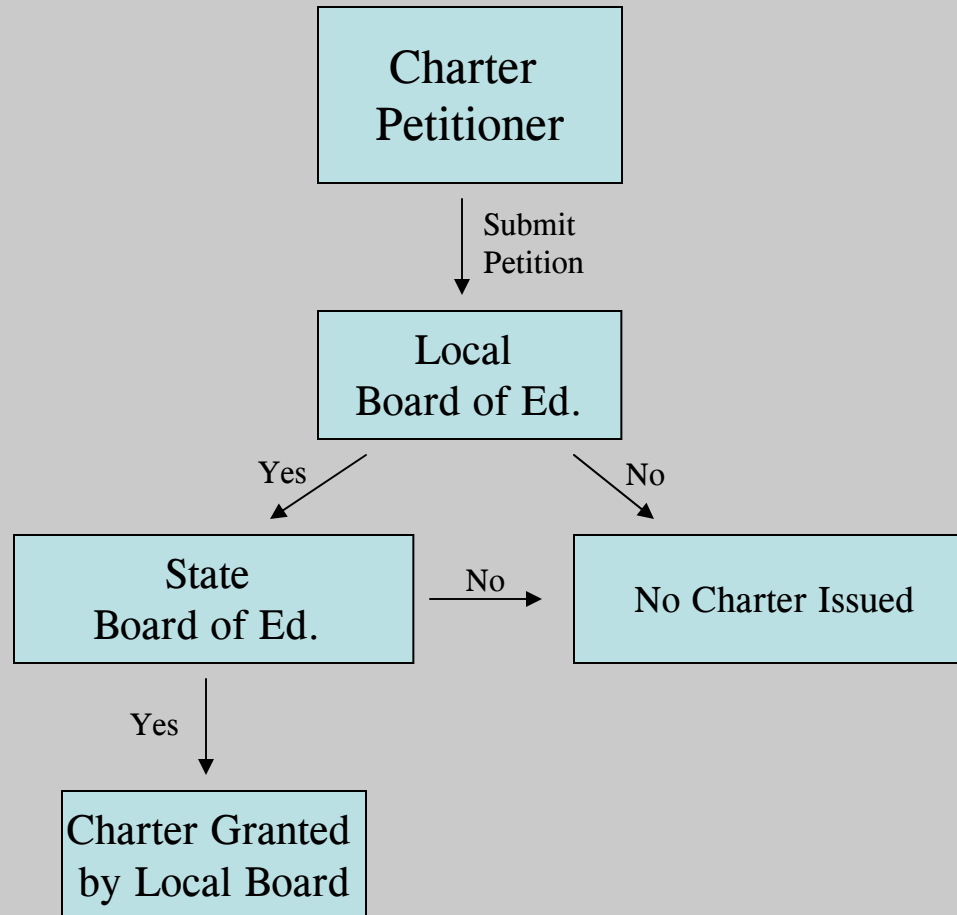 Charter
Petitioner
Submit
Petition
Local
Board of Ed.
Yes
No
State
Board of Ed.
No
No Charter Issued
Yes
Charter Granted
by Local Board